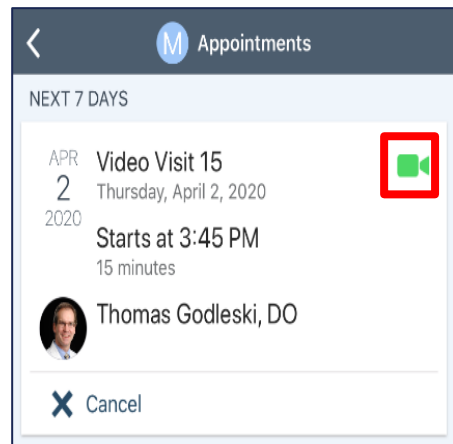 M Appointments
NEXT 7 DAYS
APR
2
2020
Video Visit 15
Thursday, April 2, 2020
Starts at 3:45 PM
15 minutes
Thomas Godleski, DO
Cancel